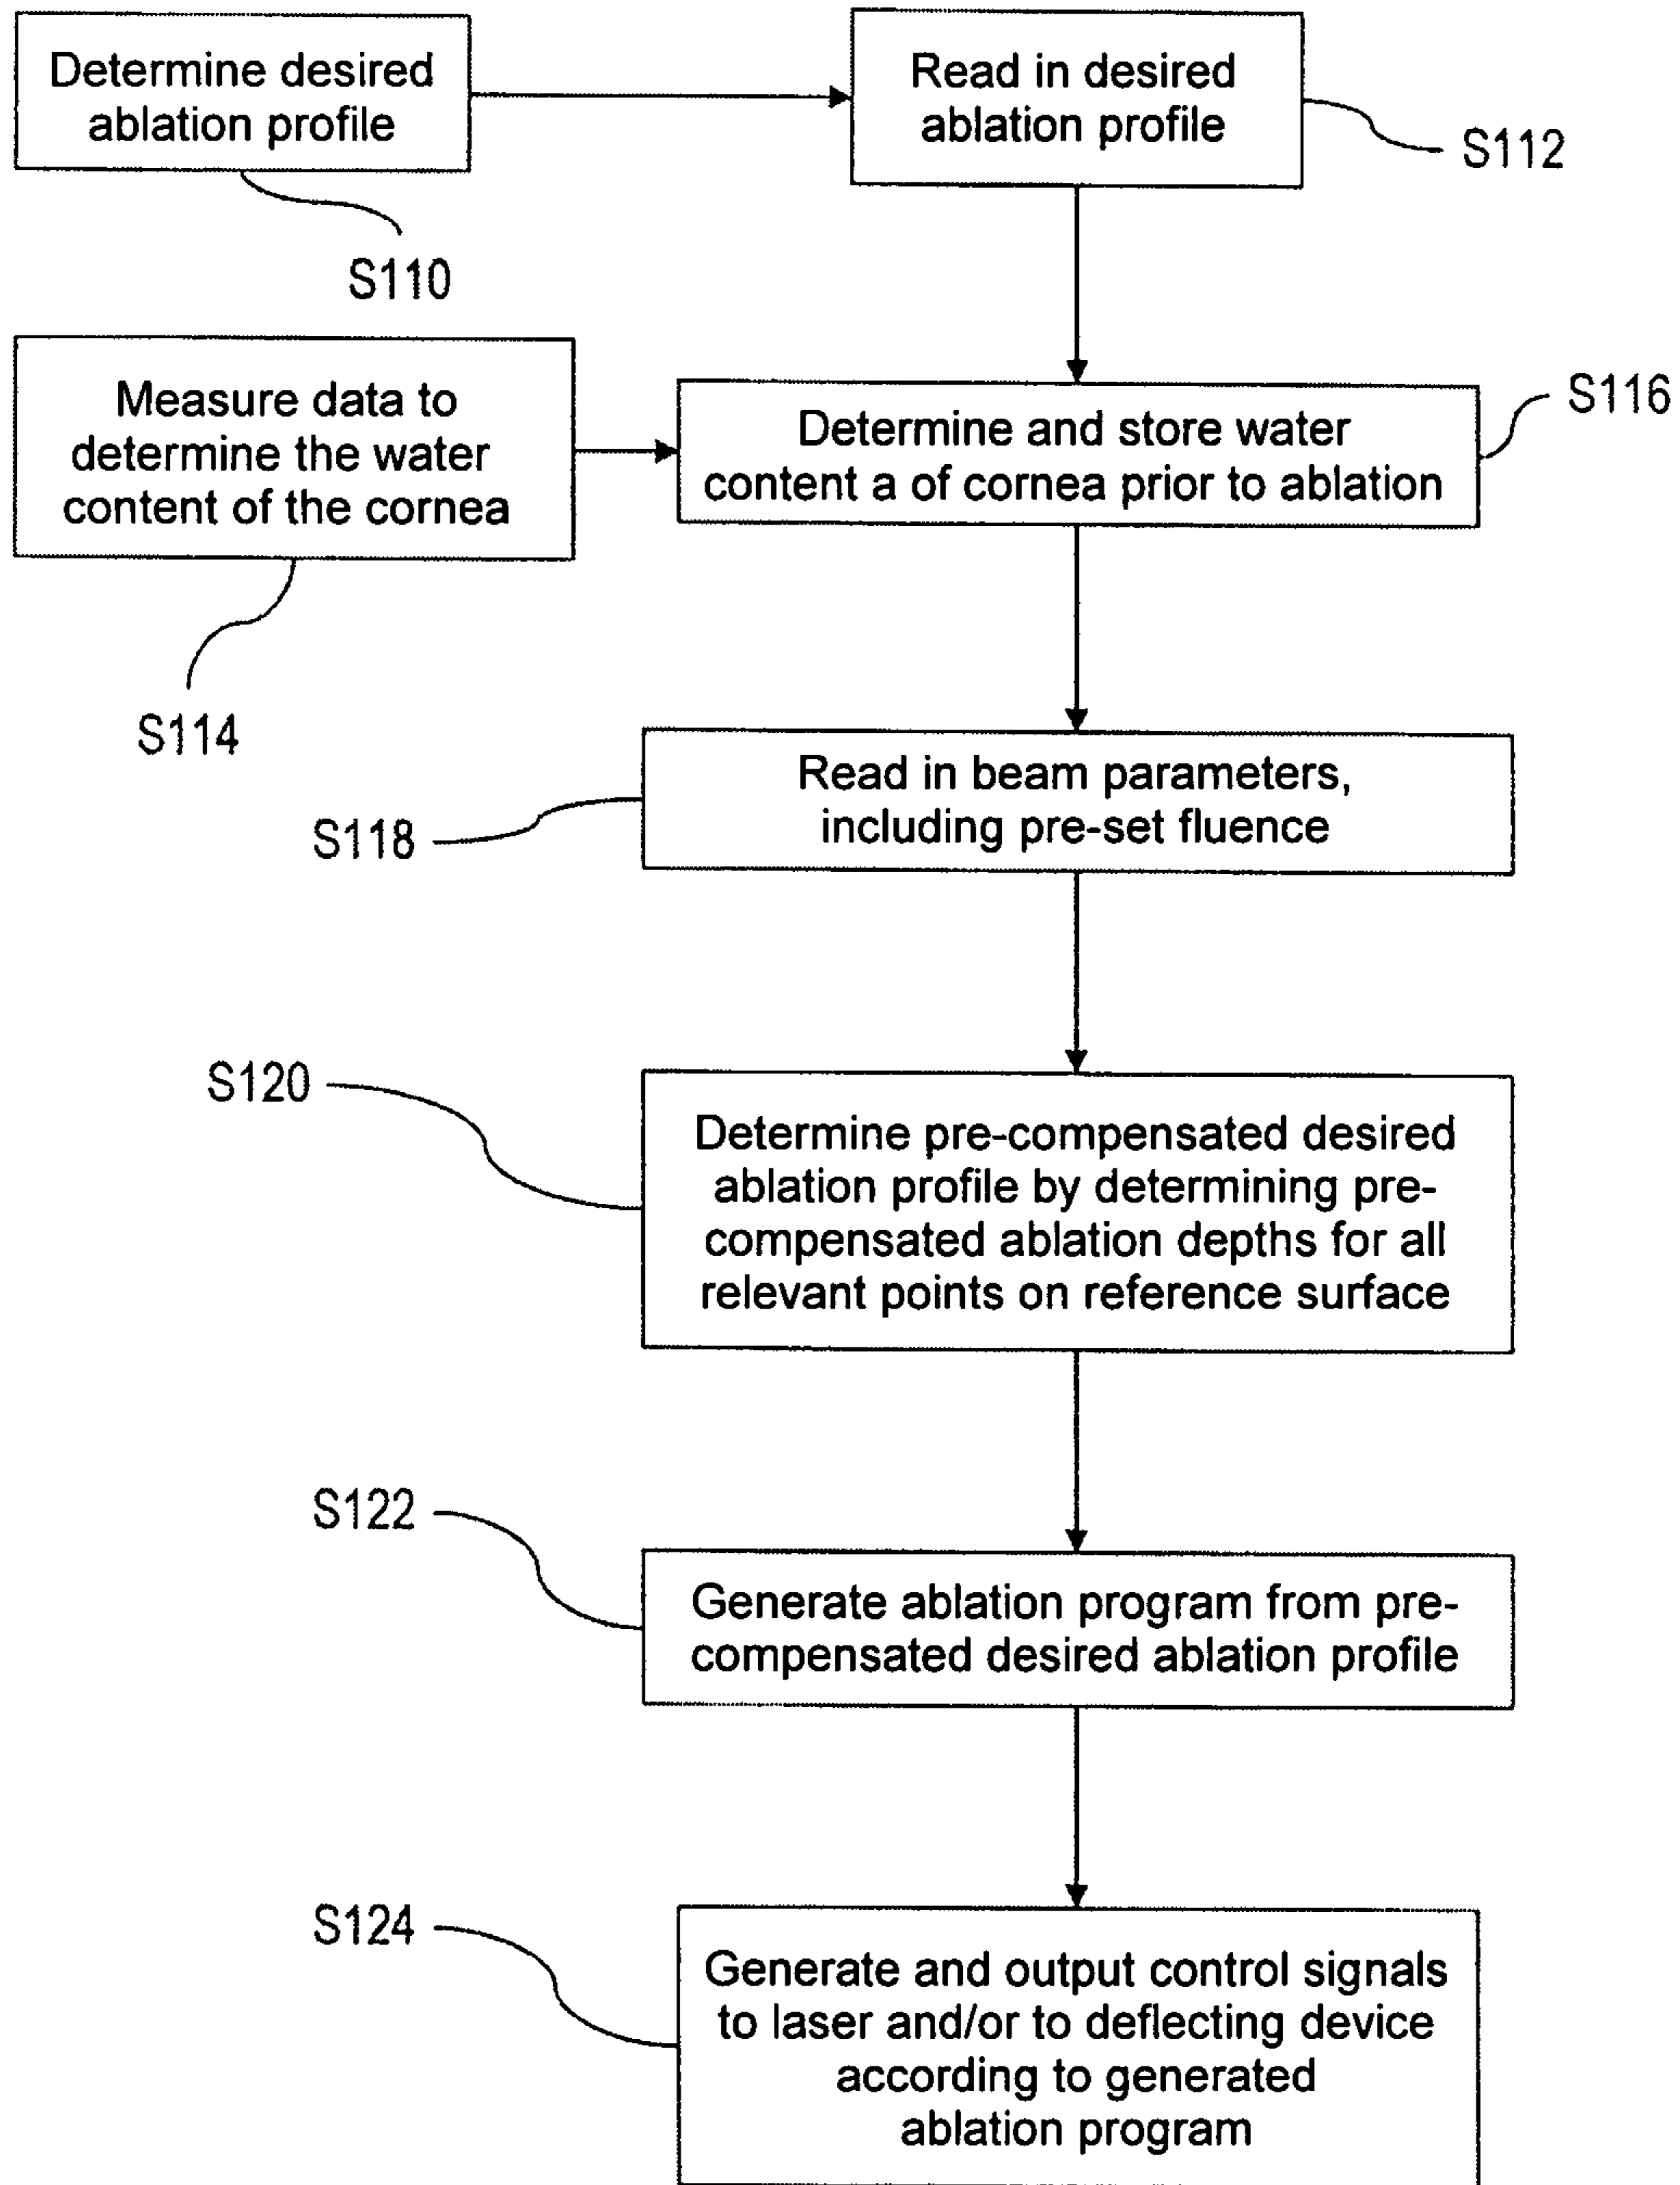 Determine desired
ablation profile
Read in desired
ablation profile
S112
S110
Measure data to
determine the water
content of the cornea
Determine and store water
content a of cornea prior to ablation
S116
S114
Read in beam parameters,
including pre-set fluence
S118
S120
Determine pre-compensated desired
ablation profile by determining pre-
compensated ablation depths for all
relevant points on reference surface
S122
Generate ablation program from pre-
compensated desired ablation profile
S124
Generate and output control signals
to laser and/or to deflecting device
according to generated
ablation program